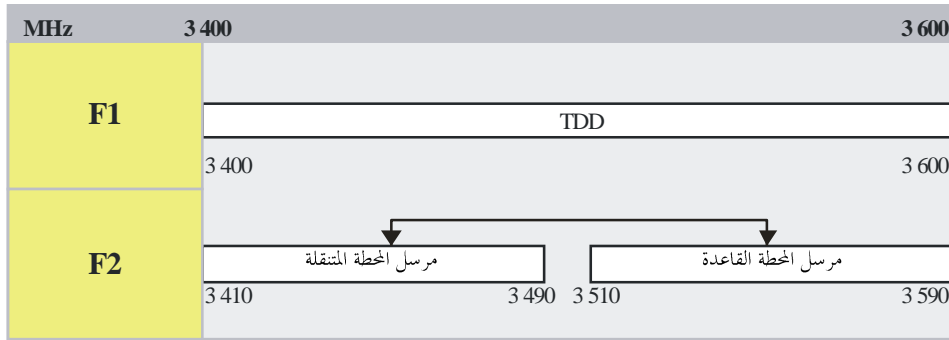 MHz 3 400 3 600
F1
TDD
3 400 3 600
F2
مرسل المحطة المتنقلة مرسل المحطة القاعدة
3 410 3 490 3 510 3 590